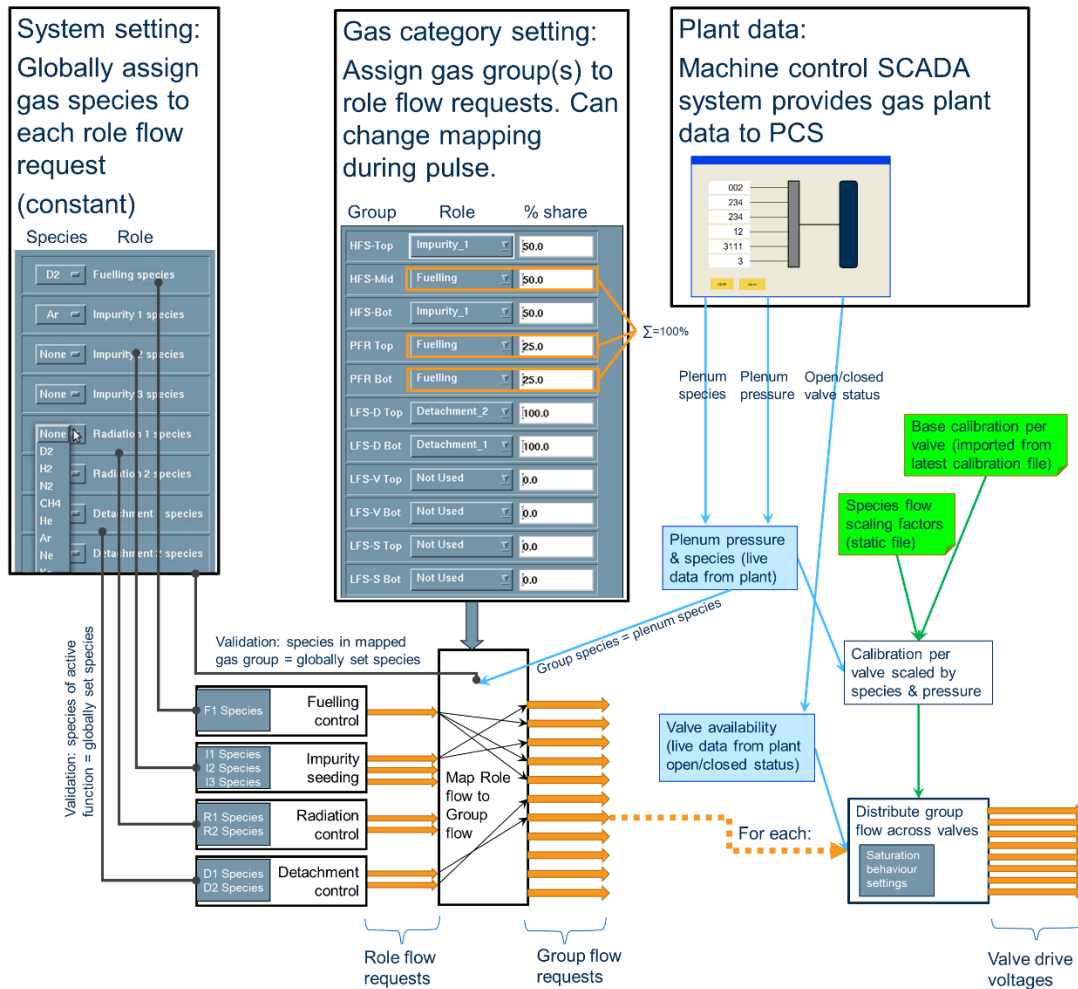 System setting:
Globally assign
gas species to
each role flow
request
(constant)
Species Role
D2 Fuelling species
Ar Impurity 1 species
None Impurity 2 species
None Impurity 3 species
None Radiation 1 species
D2
H2
N2
CH4
He
Ar
Ne
Radiation 2 species
Detachment species
Detachment 2 species
Gas category setting:
Assign gas group(s) to
role flow requests. Can
change mapping
during pulse.
Group Role % share
HFS-Top Impurity_1 50.0
HFS-Mid Fuelling 50.0
HFS-Bot Impurity_1 50.0
PFR Top Fuelling 25.0
PFR Bot Fuelling 25.0
LFS-D Top Detachment_2 100.0
LFS-D Bot Detachment_1 100.0
LFS-V Top Not Used 0.0
LFS-V Bot Not Used 0.0
LFS-S Top Not Used 0.0
LFS-S Bot Not Used 0.0
Σ=100%
Plant data:
Machine control SCADA
system provides gas plant
data to PCS
002
234
234
12
3111
3
Plenum
species
Plenum
pressure
Open/closed
valve status
Base calibration per
valve (imported from
latest calibration file)
Species flow
scaling factors
(static file)
Plenum pressure
& species (live
data from plant)
Group species = plenum species
Calibration per
valve scaled by
species & pressure
Valve availability
(live data from plant
open/closed status)
Validation: species in mapped
gas group = globally set species
Validation: species of active
function = globally set species
F1 Species
Fuelling
control
I1 Species
I2 Species
I3 Species
Impurity
seeding
R1 Species
R2 Species
Radiation
control
D1 Species
D2 Species
Detachment
control
Map Role
flow to
Group
flow
For each:
Distribute group
flow across valves
Saturation
behaviour
settings
Role flow
requests
Group flow
requests
Valve drive
voltages